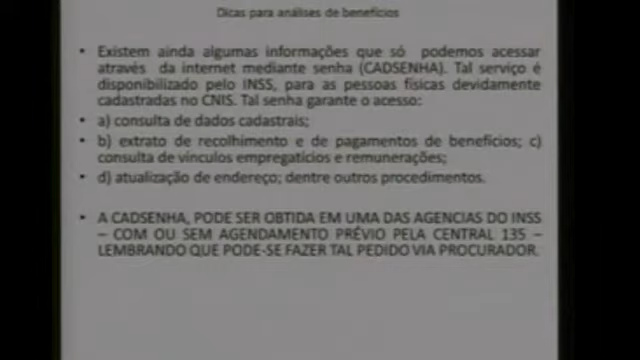 Dicas para análises de benefícios
• Existem ainda algumas informações que só podemos acessar
através da internet mediante senha (CADSENHA). Tal serviço é
disponibilizado pelo INSS, para as pessoas físicas devidamente
cadastradas no CNIS. Tal senha garante o acesso:
• a) consulta de dados cadastrais;
• b) extrato de recolhimento e de pagamentos de benefícios; c)
consulta de vínculos empregatícios e remunerações;
• d) atualização de endereço; dentre outros procedimentos.
• A CADSENHA, PODE SER OBTIDA EM UMA DAS AGENCIAS DO INSS
– COM OU SEM AGENDAMENTO PRÉVIO PELA CENTRAL 135 –
LEMBRANDO QUE PODE-SE FAZER TAL PEDIDO VIA PROCURADOR.